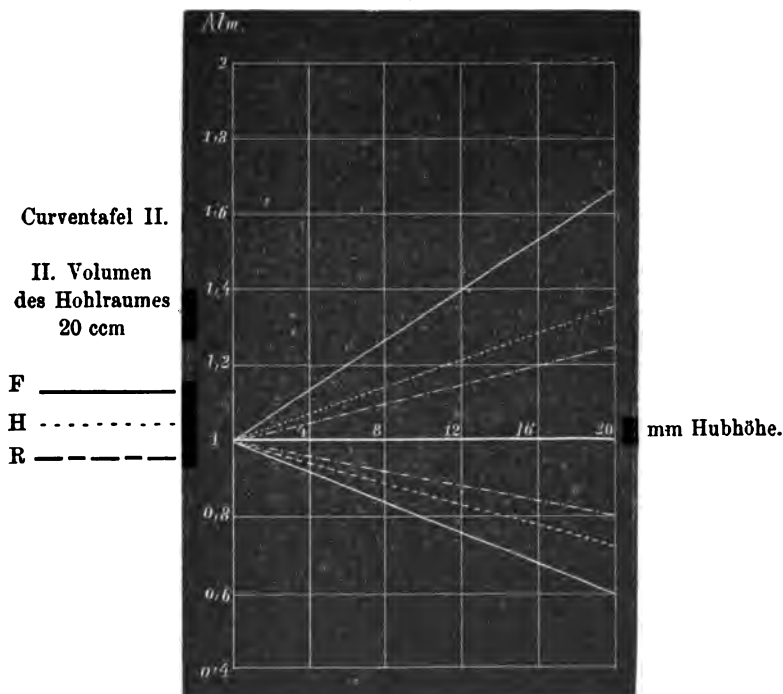 Atm.
2
1,8
Curventafel II.
1,6
II. Volumen
des Hohlraumes
20 ccm
1,4
1,2
F
H
R
1
4 8 12 16 20
mm Hubhöhe.
0,8
0,6
0,4